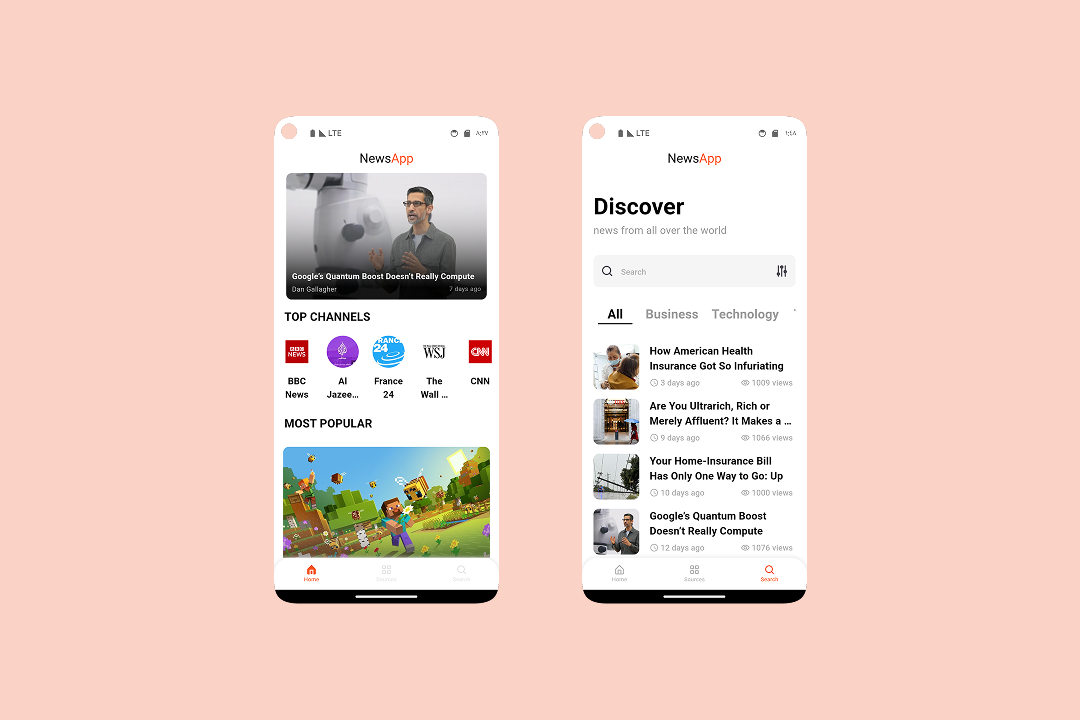 LTE
٨:٢٧
NewsApp
Google's Quantum Boost Doesn't Really Compute
Dan Gallagher
7 days ago
TOP CHANNELS
BBC
NEWS
FRANCE
24
WSJ
CNN
BBC
News
Al
Jazee...
France
24
The
Wall ...
CNN
MOST POPULAR
Home
Sources
Search
LTE
١:٤٨
NewsApp
Discover
news from all over the world
Search
All
Business
Technology
How American Health
Insurance Got So Infuriating
3 days ago
1009 views
Are You Ultrarich, Rich or
Merely Affluent? It Makes a ...
9 days ago
1066 views
Your Home-Insurance Bill
Has Only One Way to Go: Up
10 days ago
1000 views
Google's Quantum Boost
Doesn't Really Compute
12 days ago
1076 views
Home
Sources
Search